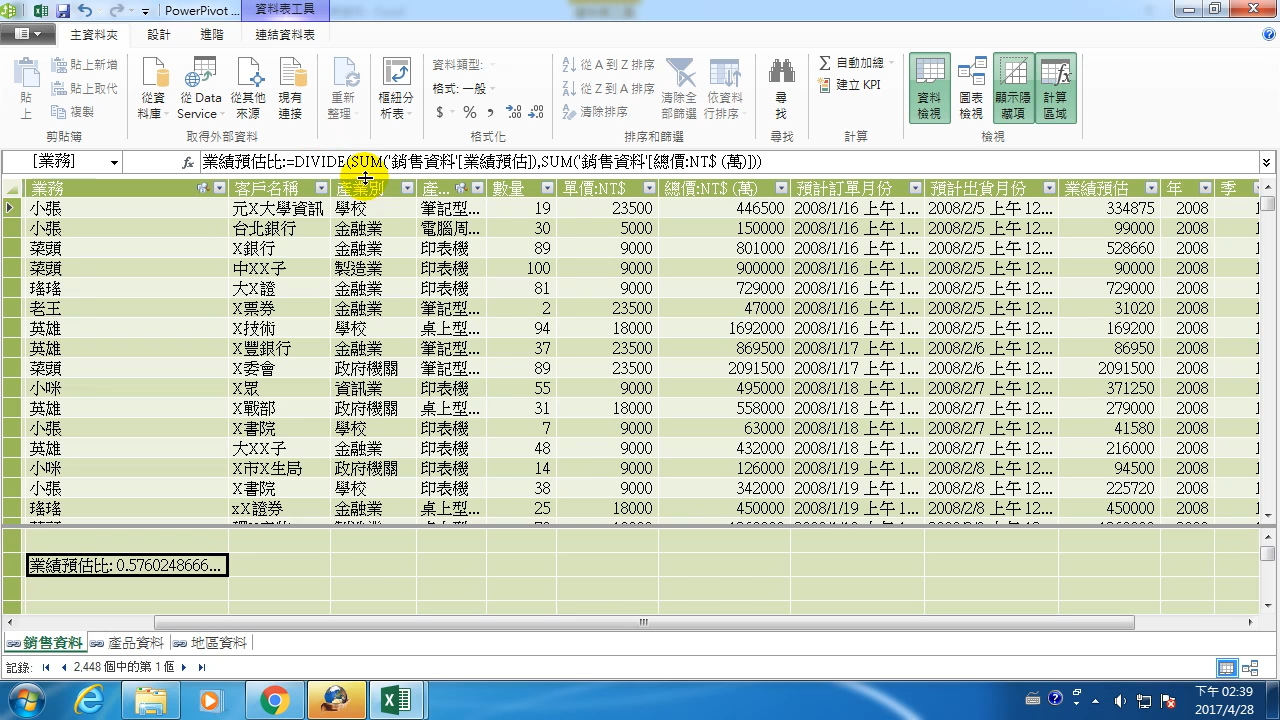 PowerPivot ...
資料表工具
主資料夾 設計 進階 連結資料表
貼上
貼上新增
貼上取代
複製
剪貼簿
從資料庫
從 Data Service
從其他來源
現有連接
取得外部資料
重新整理
樞紐分析表
資料類型:
格式: 一般
$ % ,
格式化
從 A 到 Z 排序
從 Z 到 A 排序
清除排序
清除全部篩選
依資料行排序
排序和篩選
尋找
尋找
自動加總
建立 KPI
計算
資料檢視
圖表檢視
顯示隱藏項
計算區域
檢視
[業務] fx 業績預估比:=DIVIDE(SUM('銷售資料'[業績預估]),SUM('銷售資料'[總價:NT$ (萬)]))
業務 客戶名稱 產業別 產... 數量 單價:NT$ 總價:NT$ (萬) 預計訂單月份 預計出貨月份 業績預估 年 季
小張 元X大學資訊 學校 筆記型... 19 23500 446500 2008/1/16 上午 1... 2008/2/5 上午 12... 334875 2008 1
小張 台北銀行 金融業 電腦周... 30 5000 150000 2008/1/16 上午 1... 2008/2/5 上午 12... 99000 2008 1
菜頭 X銀行 金融業 印表機 89 9000 801000 2008/1/16 上午 1... 2008/2/5 上午 12... 528660 2008 1
菜頭 中XX子 製造業 印表機 100 9000 900000 2008/1/16 上午 1... 2008/2/5 上午 12... 90000 2008 1
瑤瑤 大X證 金融業 印表機 81 9000 729000 2008/1/16 上午 1... 2008/2/5 上午 12... 729000 2008 1
老王 X票券 金融業 筆記型... 2 23500 47000 2008/1/16 上午 1... 2008/2/5 上午 12... 31020 2008 1
英雄 X技術 學校 桌上型... 94 18000 1692000 2008/1/16 上午 1... 2008/2/5 上午 12... 169200 2008 1
英雄 X豐銀行 金融業 筆記型... 37 23500 869500 2008/1/17 上午 1... 2008/2/6 上午 12... 86950 2008 1
菜頭 X委會 政府機關 筆記型... 89 23500 2091500 2008/1/17 上午 1... 2008/2/6 上午 12... 2091500 2008 1
小咪 X眾 資訊業 印表機 55 9000 495000 2008/1/18 上午 1... 2008/2/7 上午 12... 371250 2008 1
英雄 X戰部 政府機關 桌上型... 31 18000 558000 2008/1/18 上午 1... 2008/2/7 上午 12... 279000 2008 1
小張 X書院 學校 印表機 7 9000 63000 2008/1/18 上午 1... 2008/2/7 上午 12... 41580 2008 1
英雄 大XX子 金融業 印表機 48 9000 432000 2008/1/18 上午 1... 2008/2/7 上午 12... 216000 2008 1
小咪 X市X生局 政府機關 印表機 14 9000 126000 2008/1/19 上午 1... 2008/2/8 上午 12... 94500 2008 1
小張 X書院 學校 印表機 38 9000 342000 2008/1/19 上午 1... 2008/2/8 上午 12... 225720 2008 1
瑤瑤 xX證券 金融業 印表機 25 18000 450000 2008/1/19 上午 1... 2008/2/8 上午 12... 450000 2008 1
業績預估比: 0.5760248666...
銷售資料 產品資料 地區資料
記錄: 2,448 個中的第 1 個
下午 02:39
2017/4/28